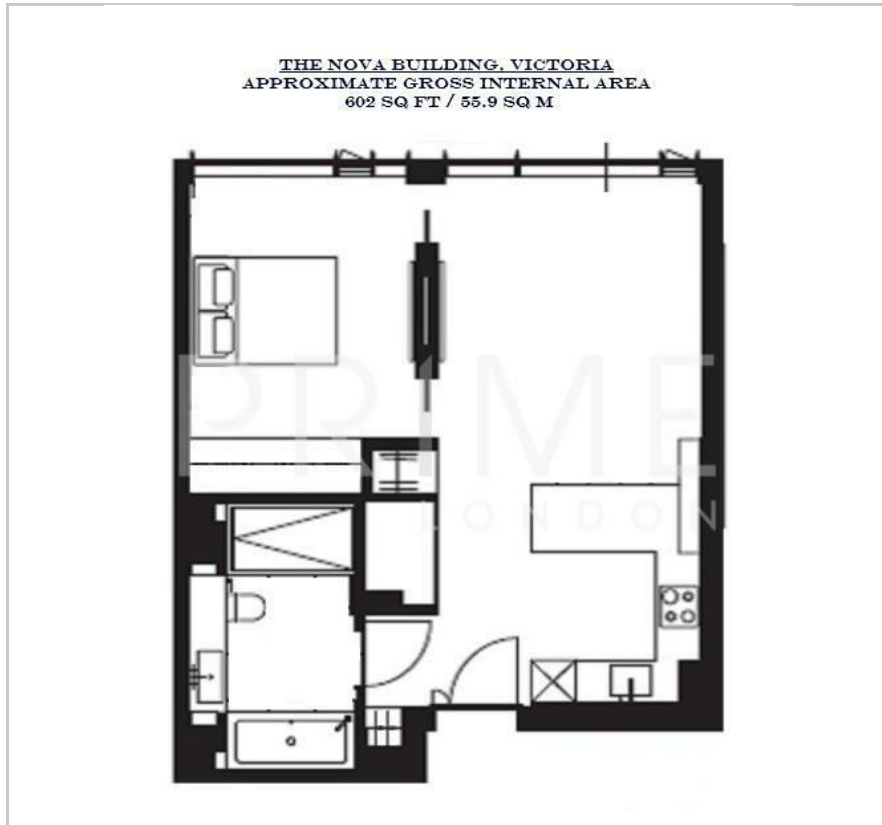 THE NOVA BUILDING, VICTORIA
APPROXIMATE GROSS INTERNAL AREA
602 SQ FT / 55.9 SQ M
PRIME
LONDON